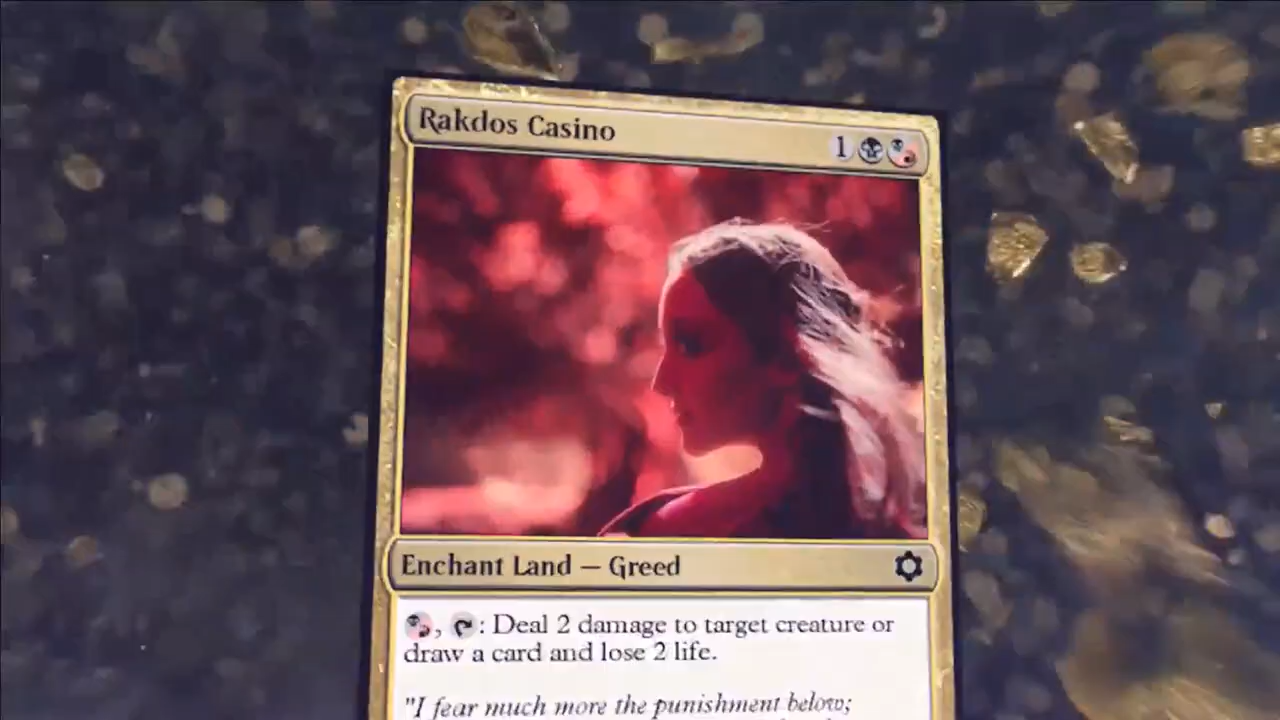 Rakdos Casino
1
Enchant Land — Greed
, : Deal 2 damage to target creature or
draw a card and lose 2 life.
"I fear much more the punishment below;